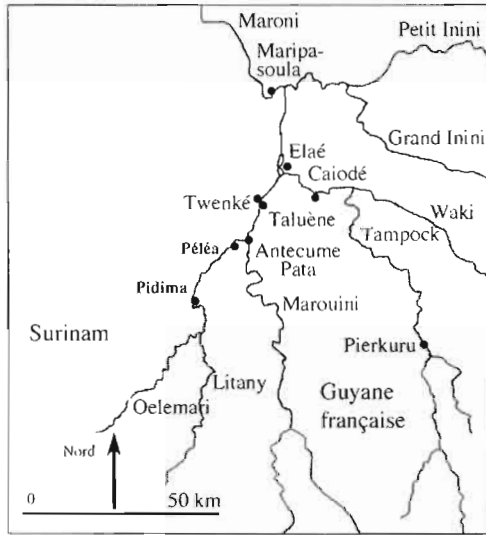 Maroni
Petit Inini
Maripa-
soula
Grand Inini
Elaé
Caiodé
Twenké
Taluène
Waki
Tampock
Péléa
Antecume
Pata
Pidima
Marouini
Surinam
Pierkuru
Litany
Guyane
française
Oelemari
Nord
0
50 km